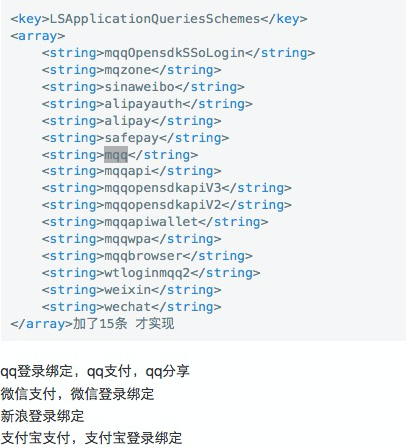 <key>LSApplicationQueriesSchemes</key>
<array>
<string>mqqOpensdkSSoLogin</string>
<string>mqzone</string>
<string>sinaweibo</string>
<string>alipayauth</string>
<string>alipay</string>
<string>safepay</string>
<string>mqq</string>
<string>mqqapi</string>
<string>mqqopensdkapiV3</string>
<string>mqqopensdkapiV2</string>
<string>mqqapiwallet</string>
<string>mqqwpa</string>
<string>mqqbrowser</string>
<string>wtloginmqq2</string>
<string>weixin</string>
<string>wechat</string>
</array>加了15条 才实现
qq登录绑定，qq支付，qq分享
微信支付，微信登录绑定
新浪登录绑定
支付宝支付，支付宝登录绑定